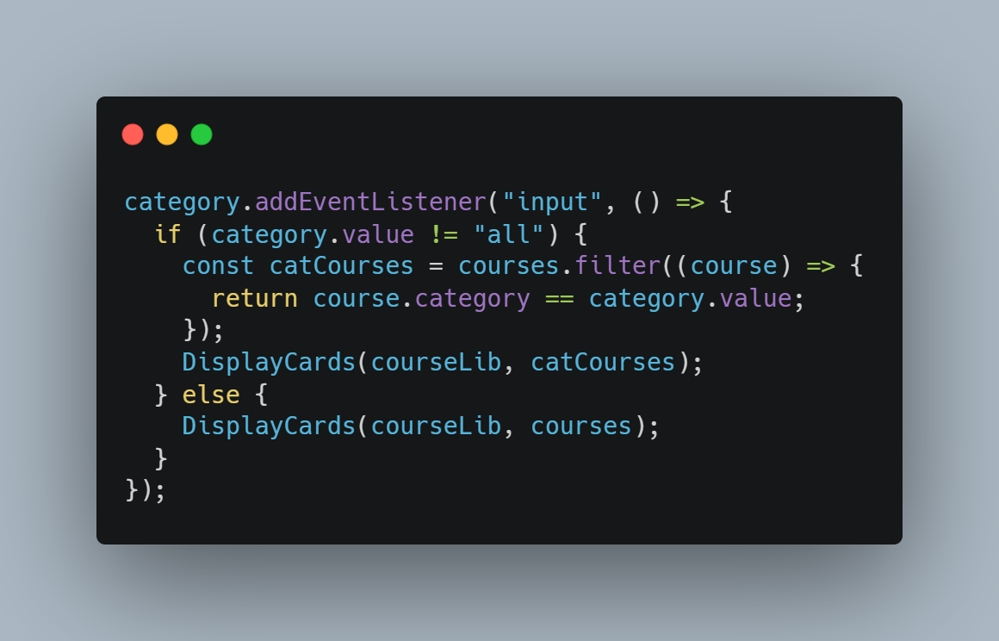 category.addEventListener("input", () => {
  if (category.value != "all") {
    const catCourses = courses.filter((course) => {
      return course.category == category.value;
    });
    DisplayCards(courseLib, catCourses);
  } else {
    DisplayCards(courseLib, courses);
  }
});